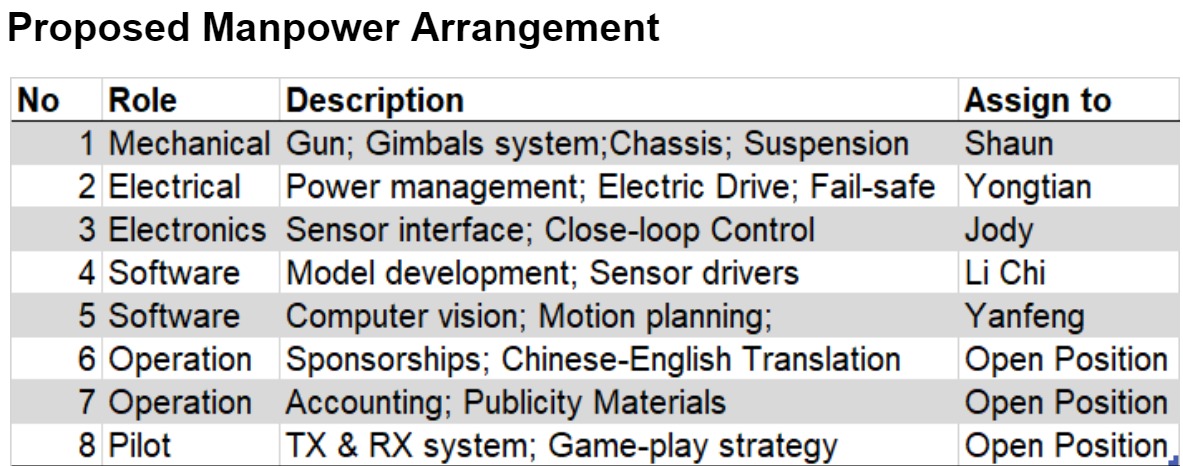 Proposed Manpower Arrangement
No Role Description Assign to
1 Mechanical Gun; Gimbals system;Chassis; Suspension Shaun
2 Electrical Power management; Electric Drive; Fail-safe Yongtian
3 Electronics Sensor interface; Close-loop Control Jody
4 Software Model development; Sensor drivers Li Chi
5 Software Computer vision; Motion planning; Yanfeng
6 Operation Sponsorships; Chinese-English Translation Open Position
7 Operation Accounting; Publicity Materials Open Position
8 Pilot TX & RX system; Game-play strategy Open Position